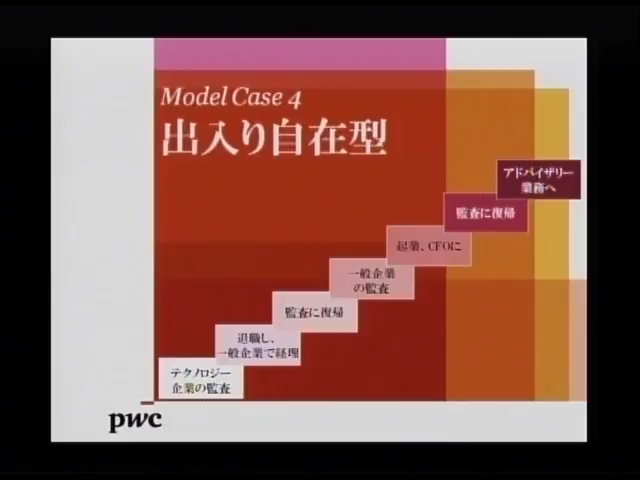 Model Case 4
出入り自在型
アドバイザリー
業務へ
監査に復帰
起業、CFOに
一般企業
の監査
監査に復帰
退職し、
一般企業で経理
テクノロジー
企業の監査
pwc